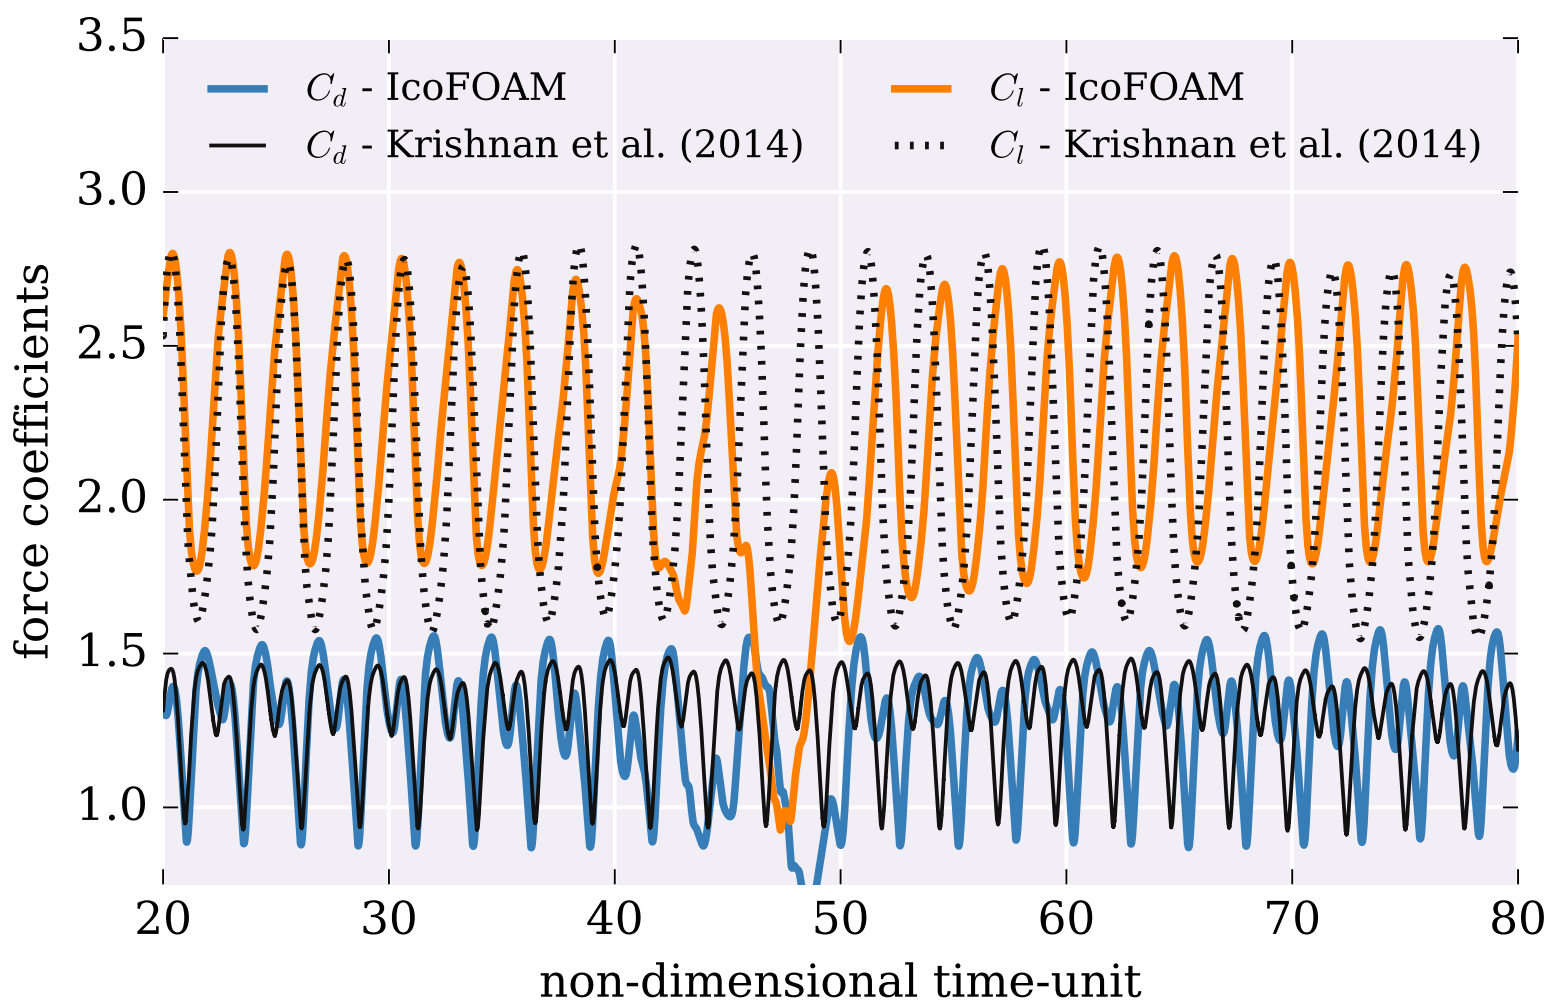 3.5
C_d - IcoFOAM
C_l - IcoFOAM
C_d - Krishnan et al. (2014)
C_l - Krishnan et al. (2014)
3.0
2.5
2.0
1.5
1.0
force coefficients
20 30 40 50 60 70 80
non-dimensional time-unit